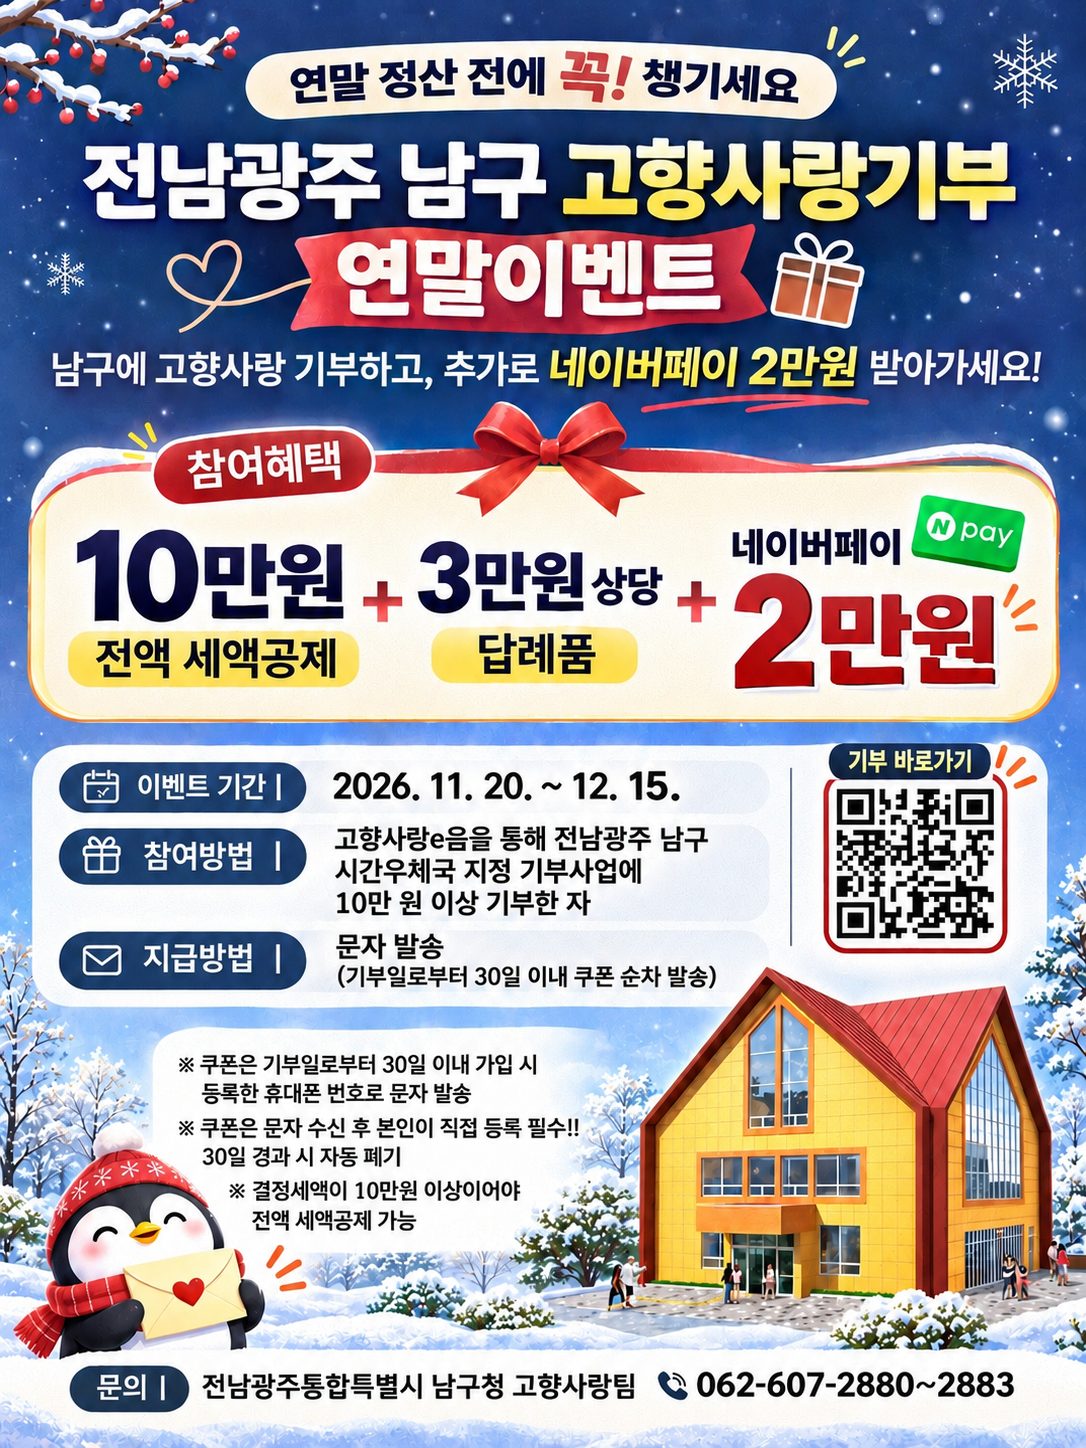 연말 정산 전에 꼭! 챙기세요
전남광주 남구 고향사랑기부
연말이벤트
남구에 고향사랑 기부하고, 추가로 네이버페이 2만원 받아가세요!
참여혜택
10만원
전액 세액공제
+
3만원 상당
답례품
+
네이버페이
N pay
2만원
이벤트 기간 |
2026. 11. 20. ~ 12. 15.
참여방법 |
고향사랑e음을 통해 전남광주 남구
시간우체국 지정 기부사업에
10만 원 이상 기부한 자
지급방법 |
문자 발송
(기부일로부터 30일 이내 쿠폰 순차 발송)
기부 바로가기
※ 쿠폰은 기부일로부터 30일 이내 가입 시
등록한 휴대폰 번호로 문자 발송
※ 쿠폰은 문자 수신 후 본인이 직접 등록 필수!!
30일 경과 시 자동 폐기
※ 결정세액이 10만원 이상이어야
전액 세액공제 가능
문의 |
전남광주통합특별시 남구청 고향사랑팀
062-607-2880~2883